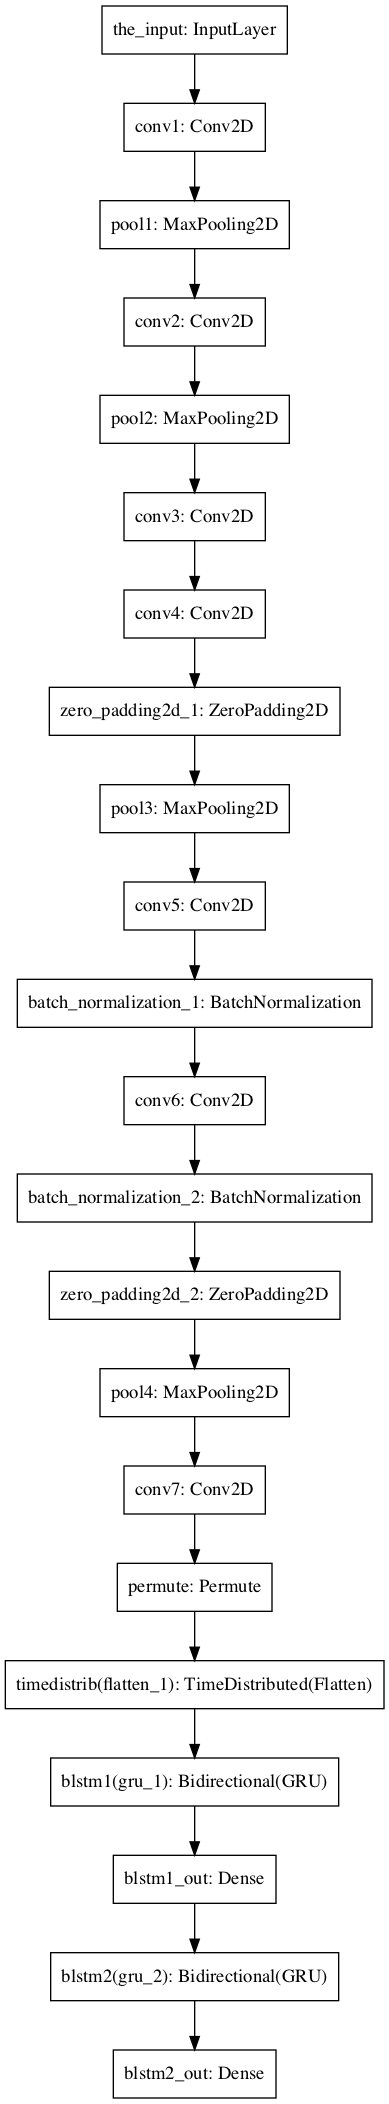 the_input: InputLayer
conv1: Conv2D
pool1: MaxPooling2D
conv2: Conv2D
pool2: MaxPooling2D
conv3: Conv2D
conv4: Conv2D
zero_padding2d_1: ZeroPadding2D
pool3: MaxPooling2D
conv5: Conv2D
batch_normalization_1: BatchNormalization
conv6: Conv2D
batch_normalization_2: BatchNormalization
zero_padding2d_2: ZeroPadding2D
pool4: MaxPooling2D
conv7: Conv2D
permute: Permute
timedistrib(flatten_1): TimeDistributed(Flatten)
blstm1(gru_1): Bidirectional(GRU)
blstm1_out: Dense
blstm2(gru_2): Bidirectional(GRU)
blstm2_out: Dense